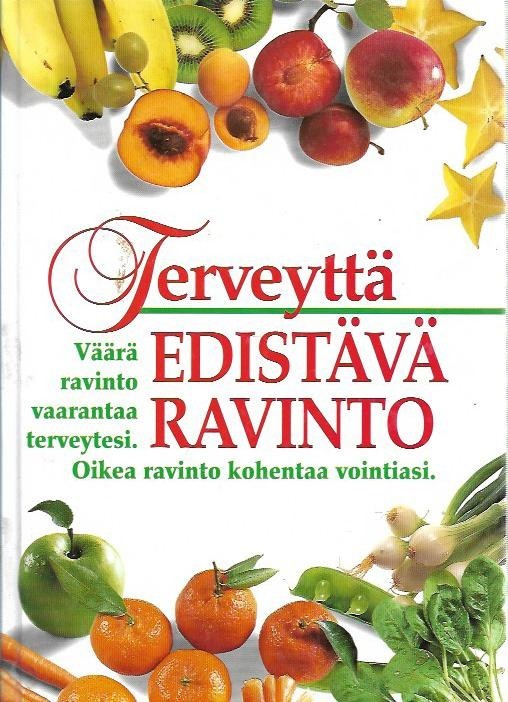 Terveyttä
EDISTÄVÄ
RAVINTO
Väärä
ravinto
vaarantaa
terveytesi.
Oikea ravinto kohentaa vointiasi.